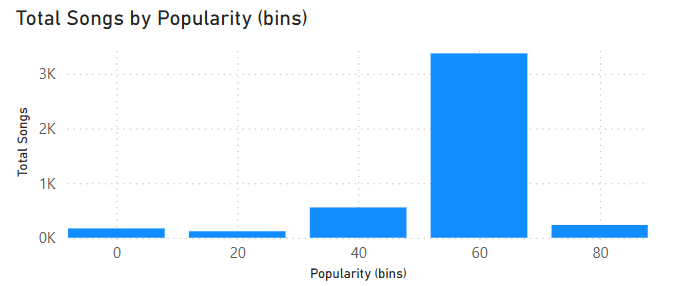 Total Songs by Popularity (bins)
Total Songs
3K
2K
1K
0K
0 20 40 60 80
Popularity (bins)